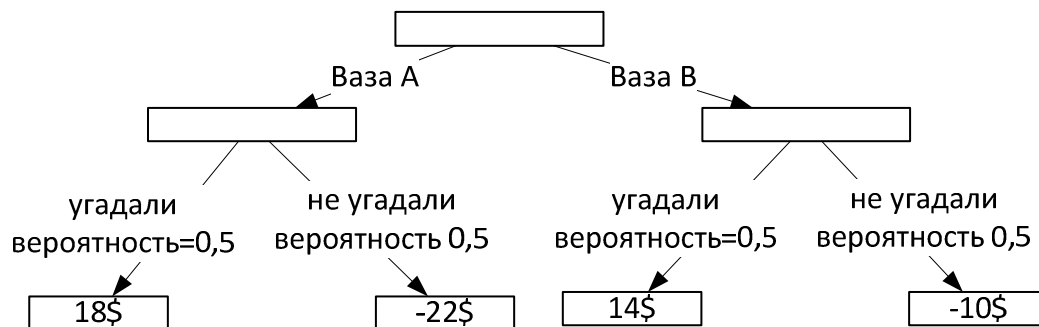 Ваза A
Ваза B
угадали
вероятность=0,5
не угадали
вероятность 0,5
угадали
вероятность=0,5
не угадали
вероятность 0,5
18$
-22$
14$
-10$